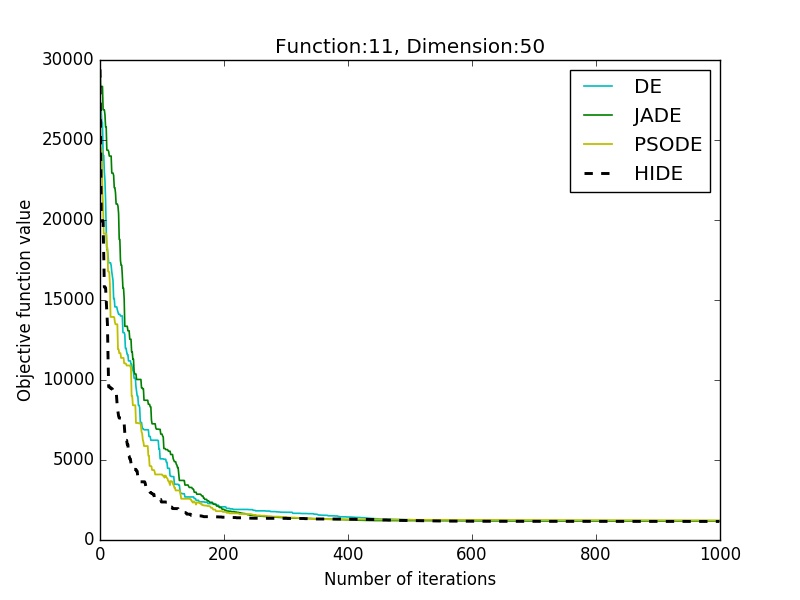 Function:11, Dimension:50
30000
25000
20000
15000
10000
5000
0
Objective function value
DE
JADE
PSODE
HIDE
0 200 400 600 800 1000
Number of iterations